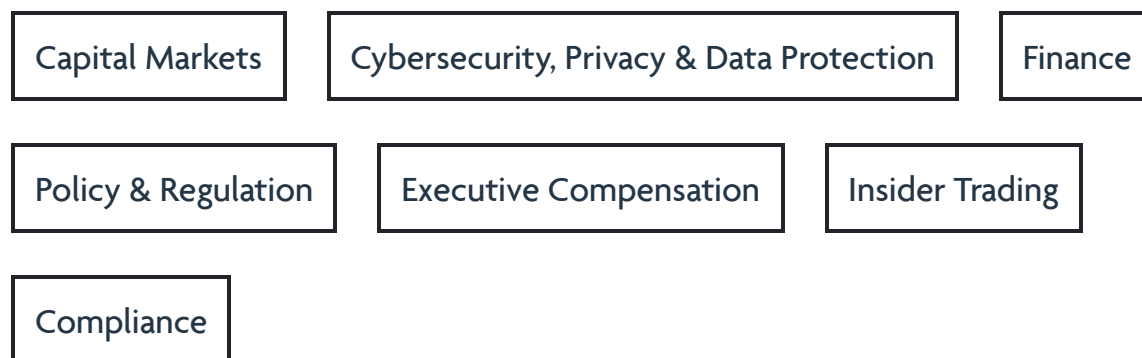 Capital Markets Cybersecurity, Privacy & Data Protection Finance
Policy & Regulation Executive Compensation Insider Trading
Compliance